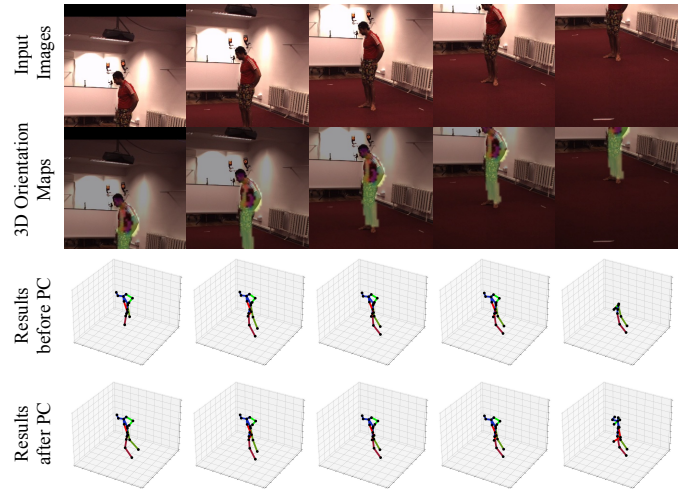 Input
Images
3D Orientation
Maps
Results
before PC
Results
after PC